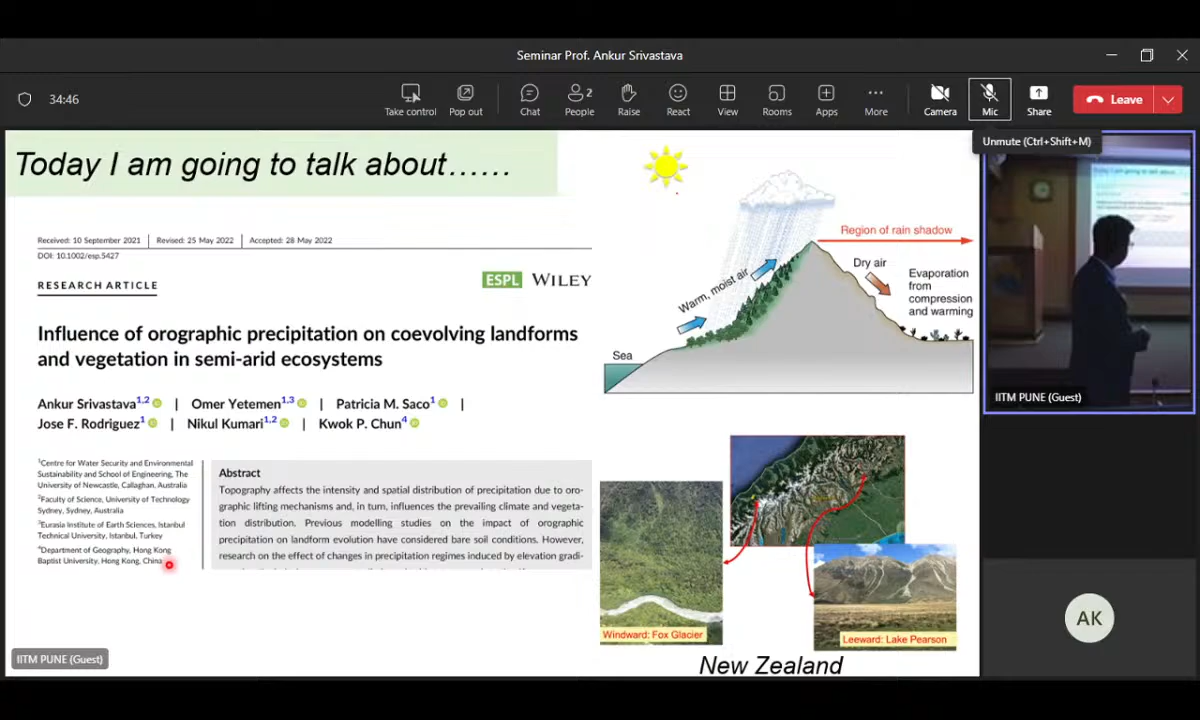 Seminar Prof. Ankur Srivastava
34:46
Take control
Pop out
Chat
2
People
Raise
React
View
Rooms
Apps
More
Camera
Mic
Share
Leave
Unmute (Ctrl+Shift+M)
Today I am going to talk about……
Received: 10 September 2021 | Revised: 25 May 2022 | Accepted: 28 May 2022
DOI: 10.1002/esp.5427
RESEARCH ARTICLE
ESPL WILEY
Influence of orographic precipitation on coevolving landforms
and vegetation in semi-arid ecosystems
Ankur Srivastava1,2 | Omer Yetemen1,3 | Patricia M. Saco1 |
Jose F. Rodriguez1 | Nikul Kumari1,2 | Kwok P. Chun4
1Centre for Water Security and Environmental
Sustainability and School of Engineering, The
University of Newcastle, Callaghan, Australia
2Faculty of Science, University of Technology
Sydney, Sydney, Australia
3Eurasia Institute of Earth Sciences, Istanbul
Technical University, Istanbul, Turkey
4Department of Geography, Hong Kong
Baptist University, Hong Kong, China
Abstract
Topography affects the intensity and spatial distribution of precipitation due to oro-
graphic lifting mechanisms and, in turn, influences the prevailing climate and vegeta-
tion distribution. Previous modelling studies on the impact of orographic
precipitation on landform evolution have considered bare soil conditions. However,
research on the effect of changes in precipitation regimes induced by elevation gradi-
Region of rain shadow
Warm, moist air
Dry air
Evaporation
from
compression
and warming
Sea
Windward: Fox Glacier
Leeward: Lake Pearson
New Zealand
IITM PUNE (Guest)
IITM PUNE (Guest)
AK